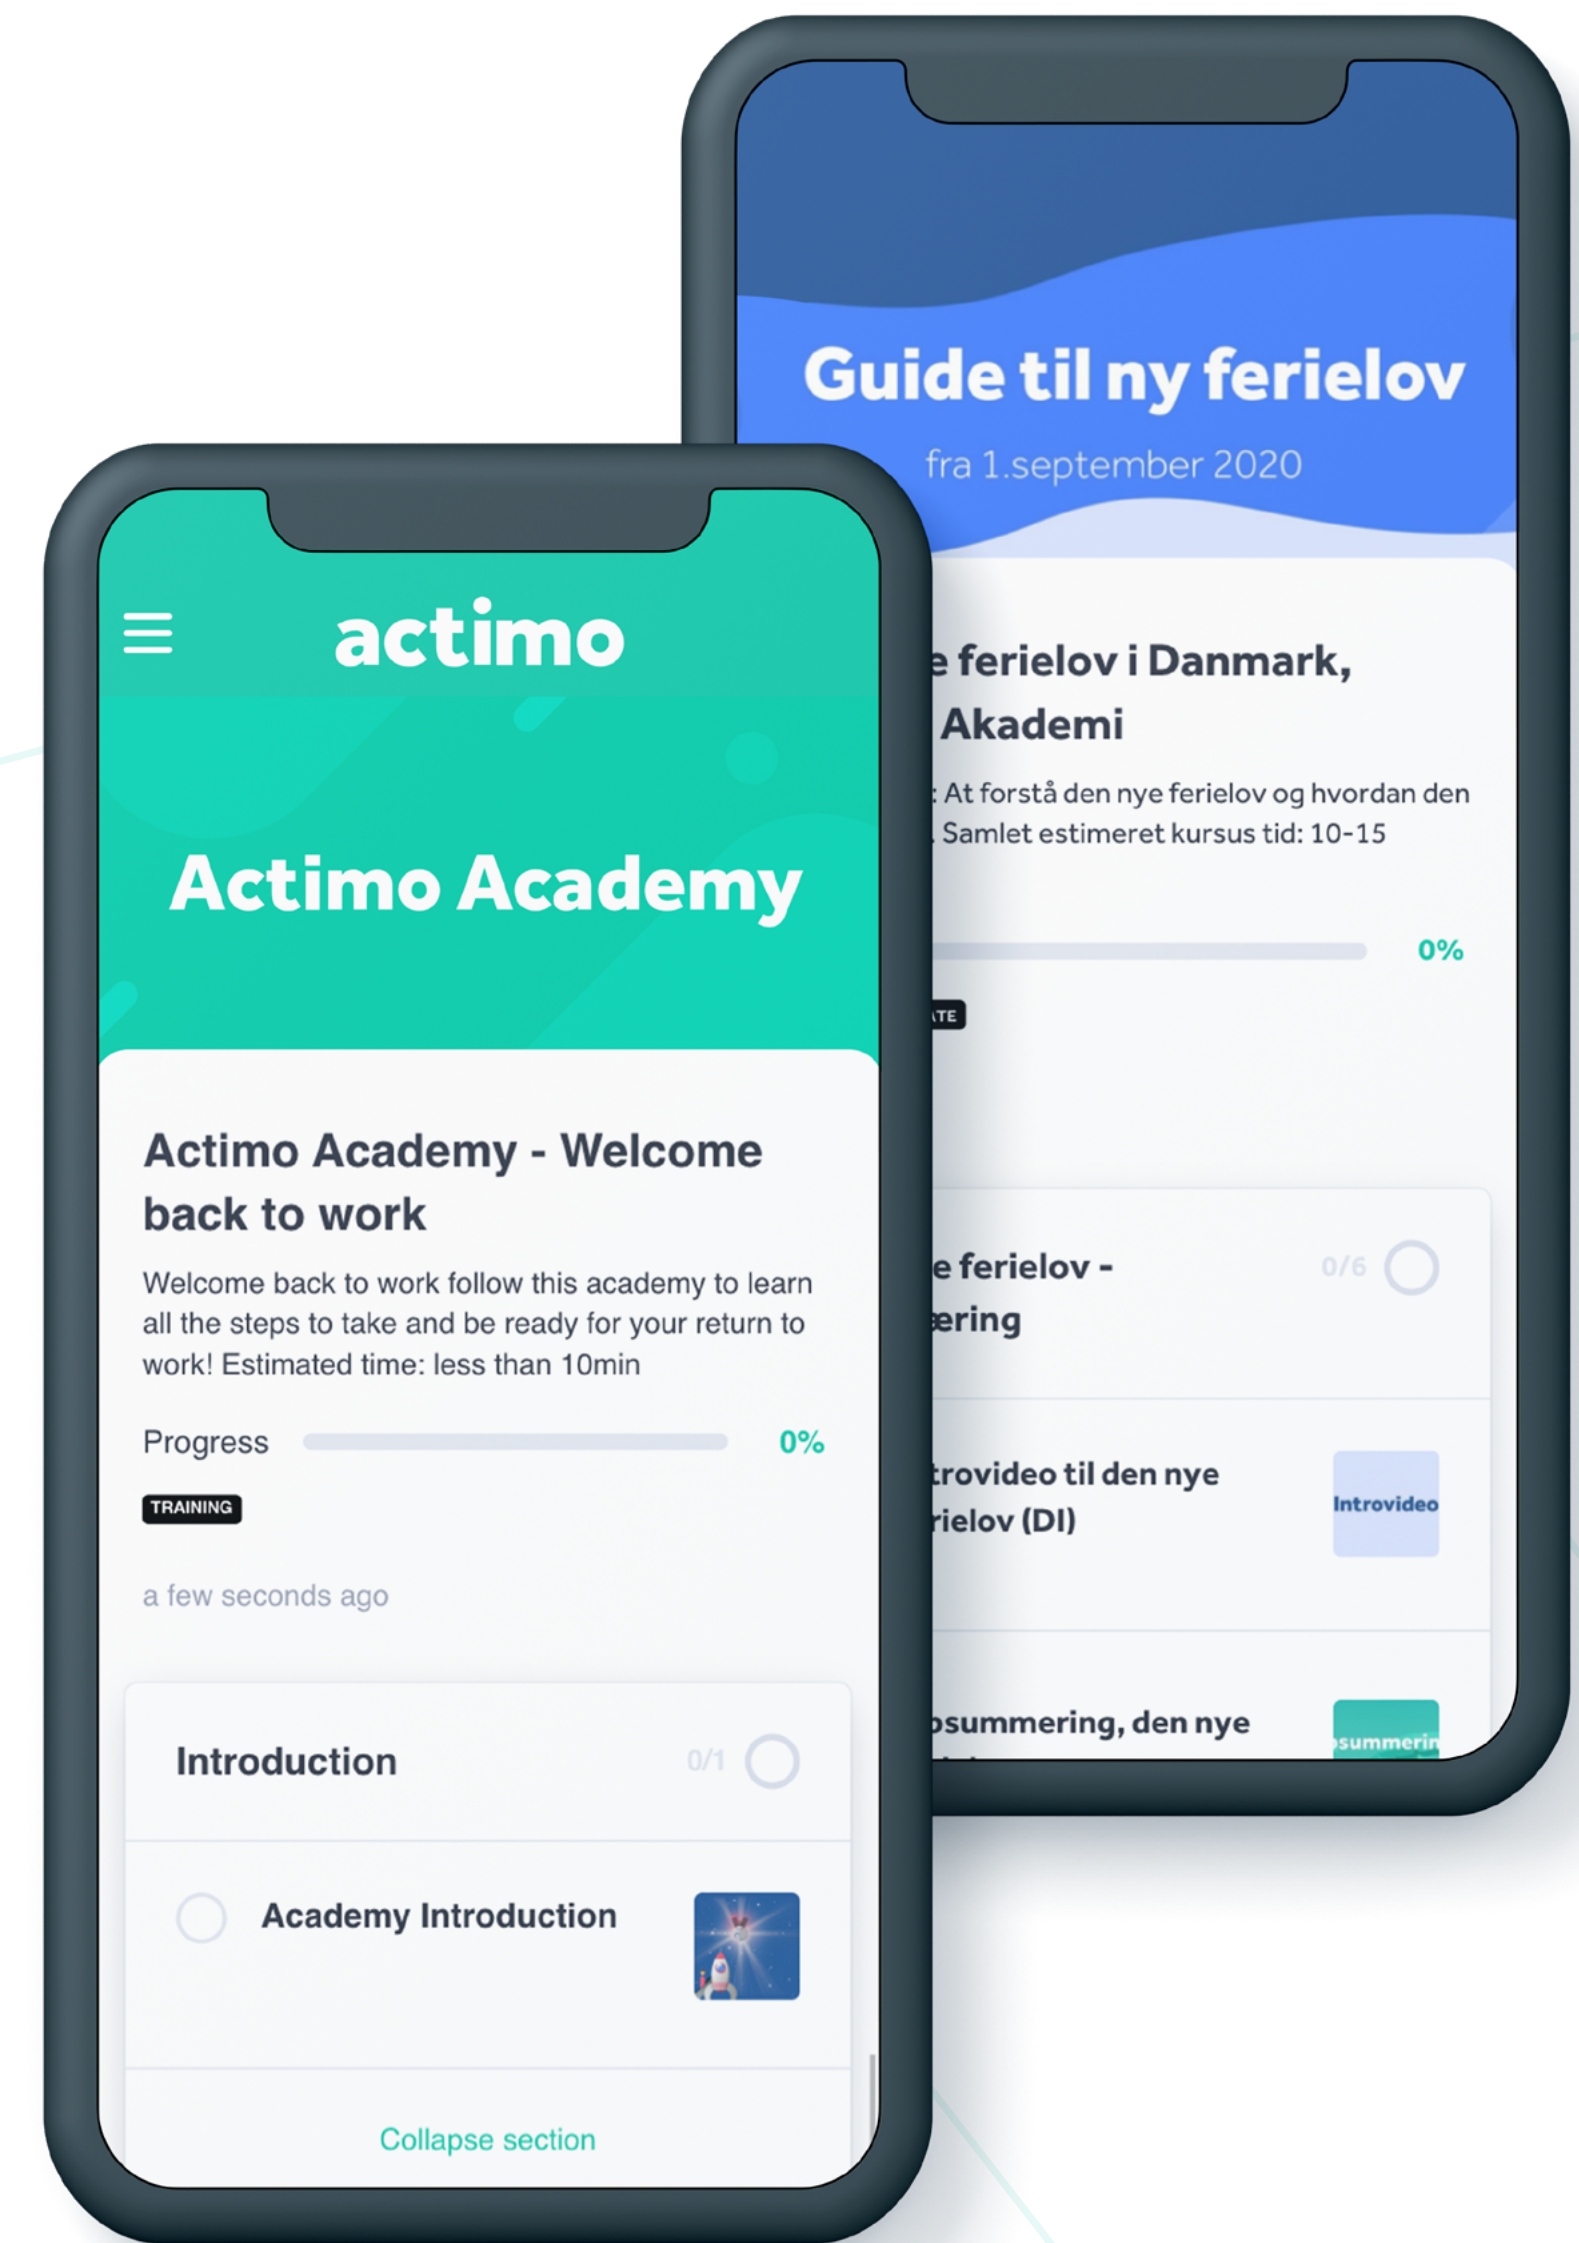 actimo
Actimo Academy
Actimo Academy - Welcome
back to work
Welcome back to work follow this academy to learn
all the steps to take and be ready for your return to
work! Estimated time: less than 10min
Progress 0%
TRAINING
a few seconds ago
Introduction 0/1
Academy Introduction
Collapse section
Guide til ny ferielov
fra 1.september 2020
ferielov i Danmark,
Akademi
: At forstå den nye ferielov og hvordan den
. Samlet estimeret kursus tid: 10-15
0%
ferielov - 0/6
til den nye
Introvideo
(DI)
den nye